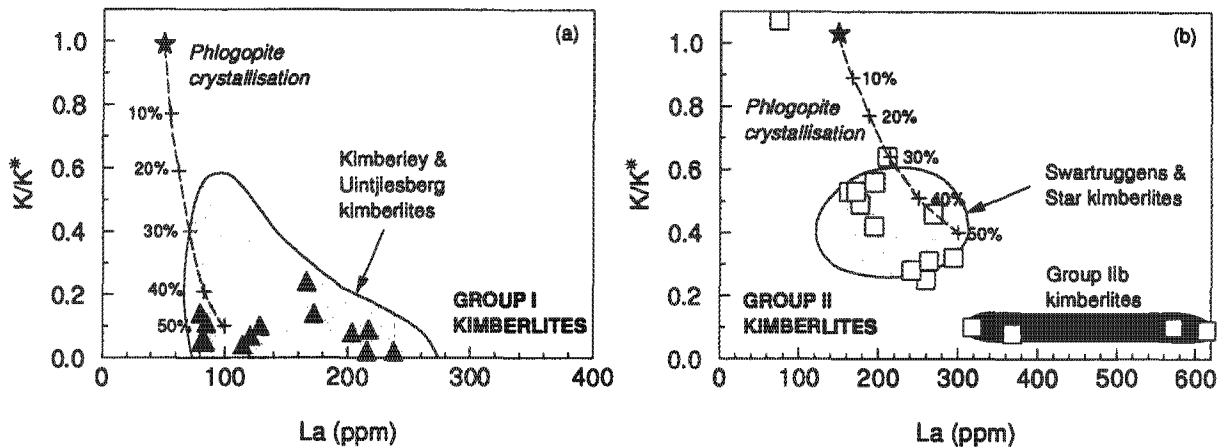 (a)
Phlogopite
crystallisation
Kimberley &
Uintjiesberg
kimberlites
GROUP I
KIMBERLITES
10%
20%
30%
40%
50%
1.0
0.8
0.6
0.4
0.2
0.0
K/K*
0
100
200
300
400
La (ppm)
(b)
Phlogopite
crystallisation
10%
20%
30%
40%
50%
Swartruggens &
Star kimberlites
Group IIb
kimberlites
GROUP II
KIMBERLITES
1.0
0.8
0.6
0.4
0.2
0.0
K/K*
0
100
200
300
400
500
600
La (ppm)